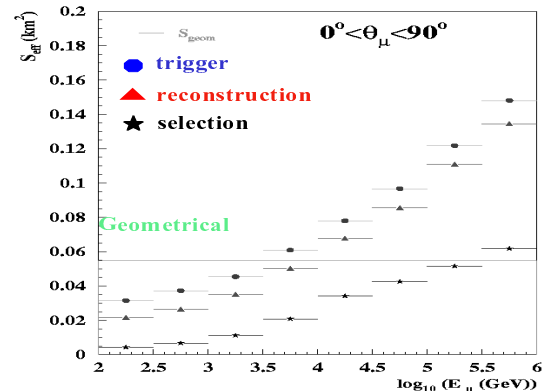 S_eff (km²)
0.2
0.18
0.16
0.14
0.12
0.1
0.08
0.06
0.04
0.02
0
S_geom
0°<θ_μ<90°
trigger
reconstruction
selection
Geometrical
2 2.5 3 3.5 4 4.5 5 5.5 6
log₁₀ (E_μ (GeV))